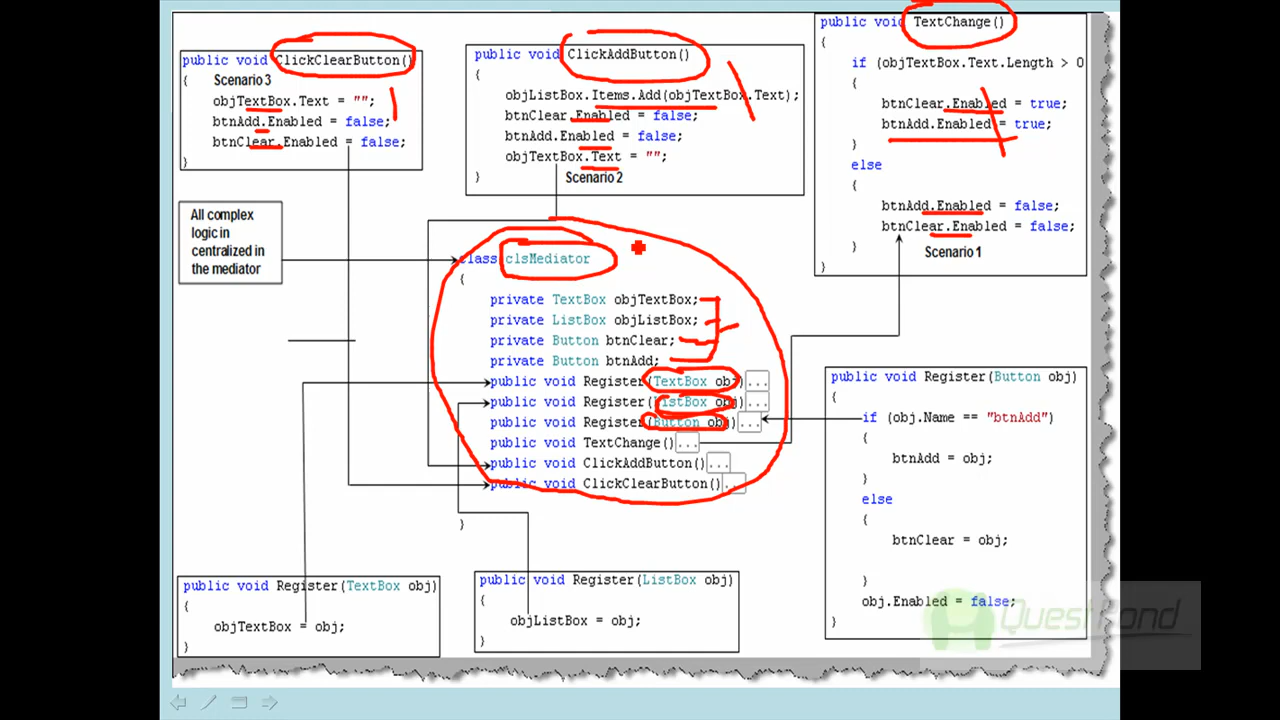 public void ClickClearButton()
{ Scenario 3
objTextBox.Text = "";
btnAdd.Enabled = false;
btnClear.Enabled = false;
}
public void ClickAddButton()
{
objListBox.Items.Add(objTextBox.Text);
btnClear.Enabled = false;
btnAdd.Enabled = false;
objTextBox.Text = "";
}
Scenario 2
public void TextChange()
{
if (objTextBox.Text.Length > 0
{
btnClear.Enabled = true;
btnAdd.Enabled = true;
}
else
{
btnAdd.Enabled = false;
btnClear.Enabled = false;
}
Scenario 1
}
All complex
logic in
centralized in
the mediator
class clsMediator
{
private TextBox objTextBox;
private ListBox objListBox;
private Button btnClear;
private Button btnAdd;
public void Register(TextBox obj)...
public void Register(ListBox obj)...
public void Register(Button obj)...
public void TextChange()...
public void ClickAddButton()...
public void ClickClearButton()...
}
public void Register(Button obj)
{
if (obj.Name == "btnAdd")
{
btnAdd = obj;
}
else
{
btnClear = obj;
}
obj.Enabled = false;
}
public void Register(TextBox obj)
{
objTextBox = obj;
}
public void Register(ListBox obj)
{
objListBox = obj;
}
QuestPond